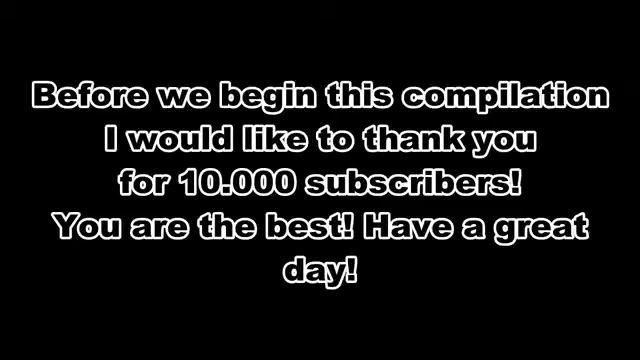 Before we begin this compilation
I would like to thank you
for 10.000 subscribers!
You are the best! Have a great
day!